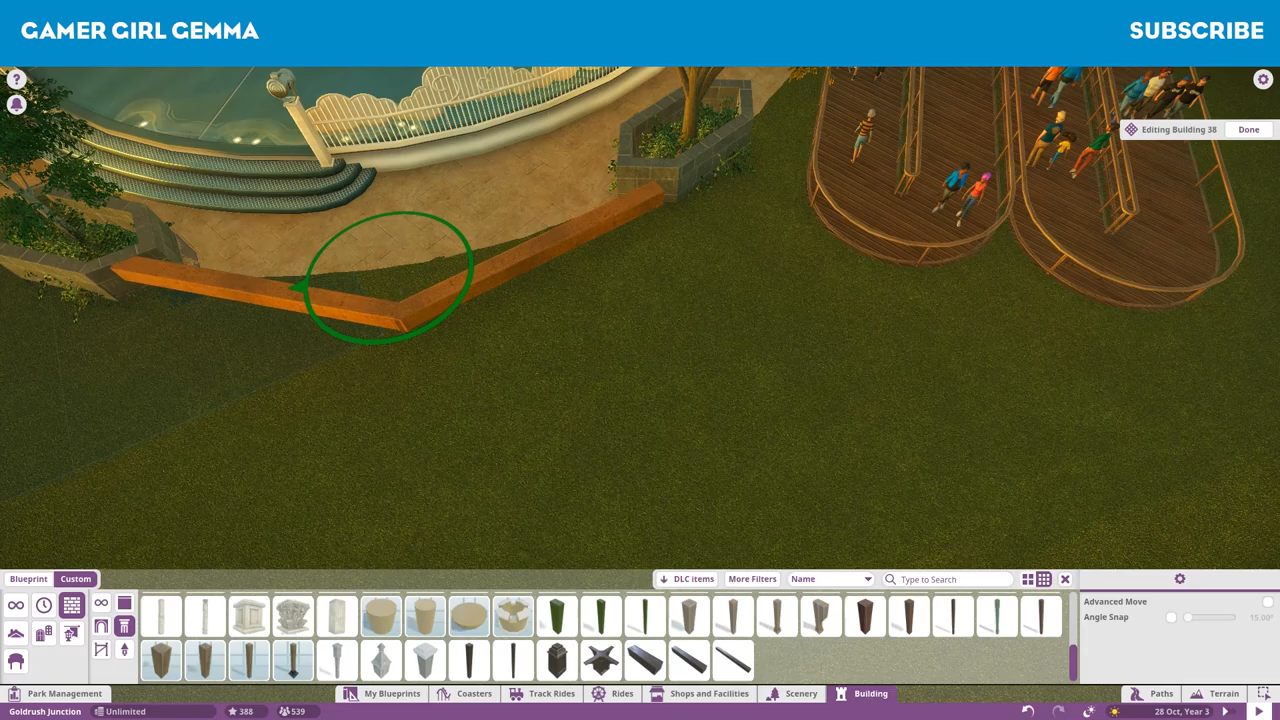 GAMER GIRL GEMMA
SUBSCRIBE
?
Editing Building 38
Done
Blueprint
Custom
DLC items
More Filters
Name
Type to Search
Advanced Move
Angle Snap
15.00°
Park Management
My Blueprints
Coasters
Track Rides
Rides
Shops and Facilities
Scenery
Building
Paths
Terrain
Goldrush Junction
Unlimited
388
539
28 Oct, Year 3